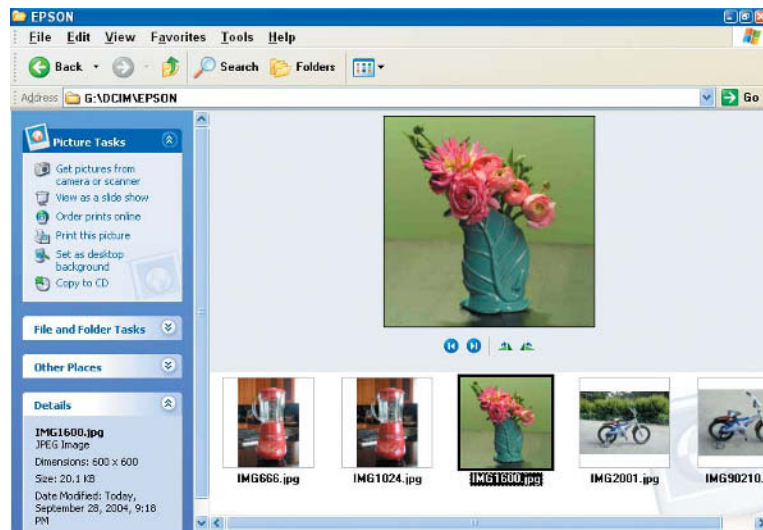 EPSON
File Edit View Favorites Tools Help
Back Search Folders
Address G:\DCIM\EPSON Go
Picture Tasks
Get pictures from
camera or scanner
View as a slide show
Order prints online
Print this picture
Set as desktop
background
Copy to CD
File and Folder Tasks
Other Places
Details
IMG1600.jpg
JPEG Image
Dimensions: 600 x 600
Size: 20.1 KB
Date Modified: Today,
September 28, 2004, 9:18
PM
IMG666.jpg IMG1024.jpg IMG1600.jpg IMG2001.jpg IMG90210.